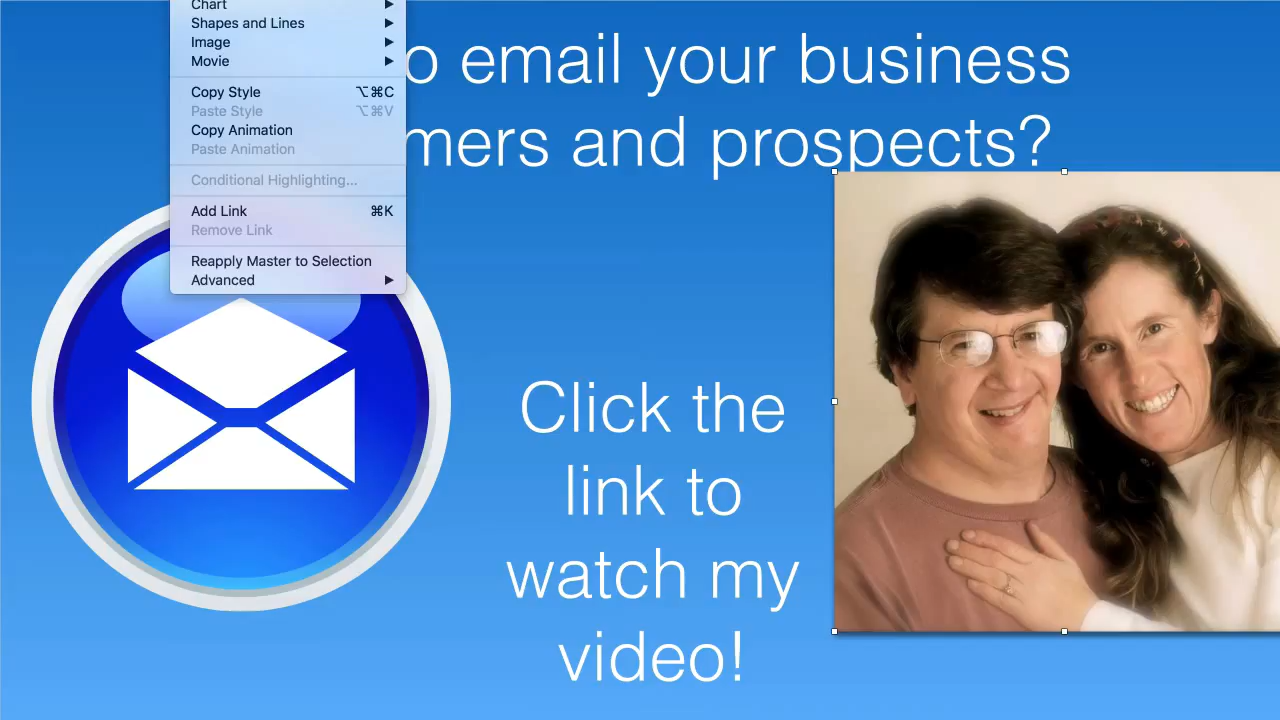 Chart
Shapes and Lines
Image
Movie
Copy Style ⌥⌘C
Paste Style ⌥⌘V
Copy Animation
Paste Animation
Conditional Highlighting...
Add Link ⌘K
Remove Link
Reapply Master to Selection
Advanced
o email your business
mers and prospects?
Click the
link to
watch my
video!